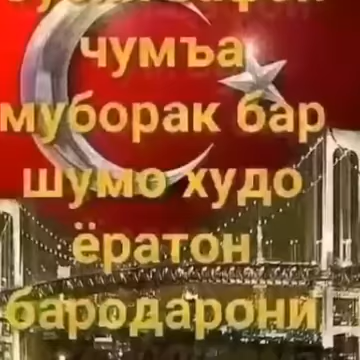 чумъа
муборак бар
шумо худо
ёратон
бародарони